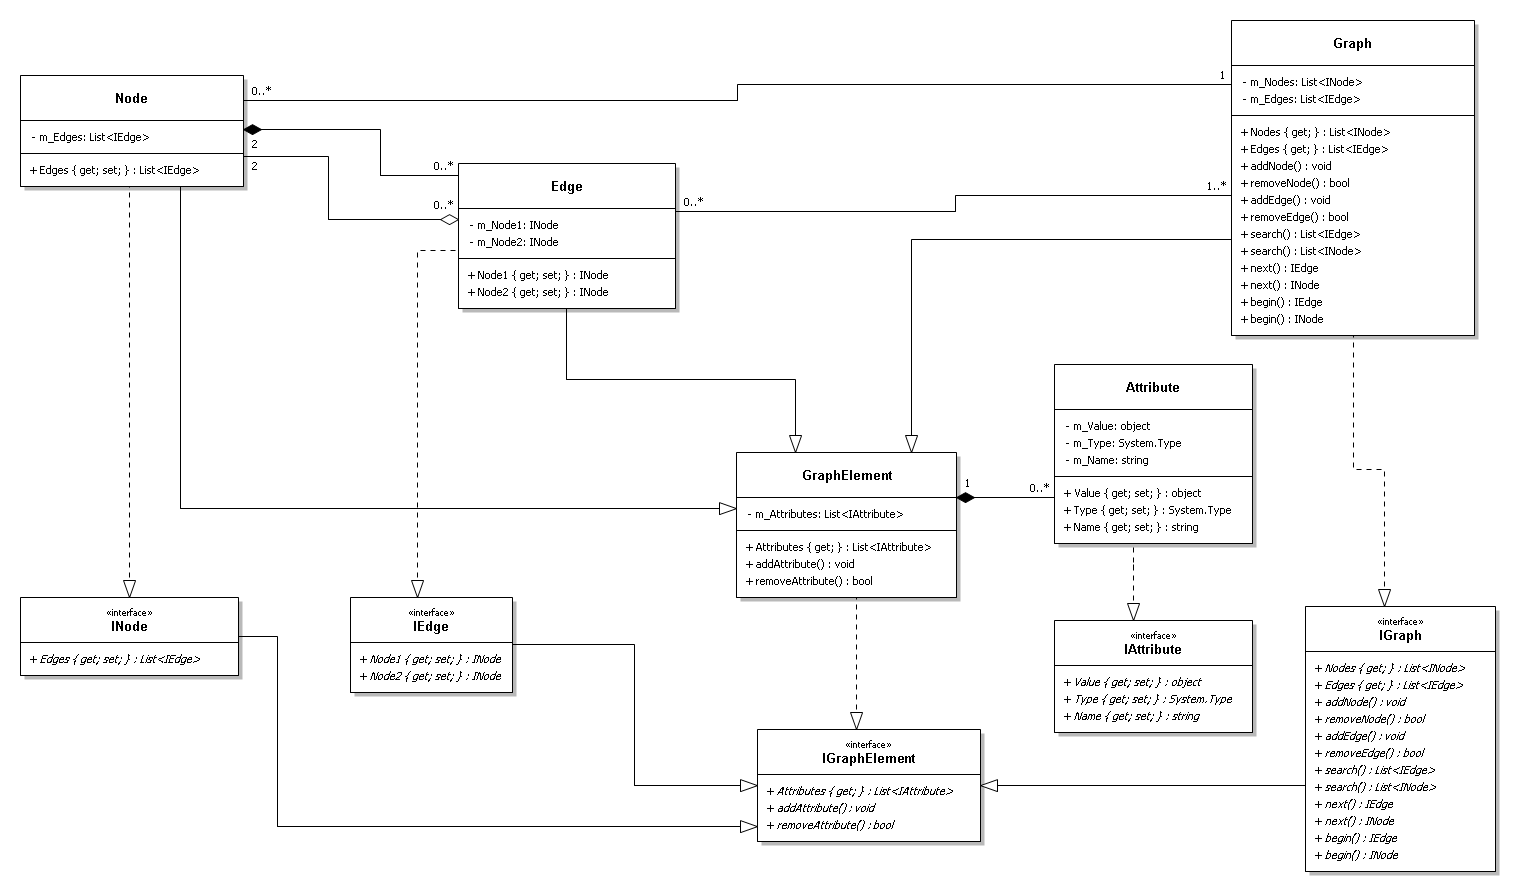 Graph
- m_Nodes: List<INode>
- m_Edges: List<IEdge>
+ Nodes { get; } : List<INode>
+ Edges { get; } : List<IEdge>
+ addNode() : void
+ removeNode() : bool
+ addEdge() : void
+ removeEdge() : bool
+ search() : List<IEdge>
+ search() : List<INode>
+ next() : IEdge
+ next() : INode
+ begin() : IEdge
+ begin() : INode
Node
- m_Edges: List<IEdge>
+ Edges { get; set; } : List<IEdge>
0..*
1
2
2
0..*
0..*
Edge
- m_Node1: INode
- m_Node2: INode
+ Node1 { get; set; } : INode
+ Node2 { get; set; } : INode
0..*
1..*
Attribute
- m_Value: object
- m_Type: System.Type
- m_Name: string
+ Value { get; set; } : object
+ Type { get; set; } : System.Type
+ Name { get; set; } : string
GraphElement
- m_Attributes: List<IAttribute>
+ Attributes { get; } : List<IAttribute>
+ addAttribute() : void
+ removeAttribute() : bool
1
0..*
«interface»
INode
+ Edges { get; set; } : List<IEdge>
«interface»
IEdge
+ Node1 { get; set; } : INode
+ Node2 { get; set; } : INode
«interface»
IAttribute
+ Value { get; set; } : object
+ Type { get; set; } : System.Type
+ Name { get; set; } : string
«interface»
IGraph
+ Nodes { get; } : List<INode>
+ Edges { get; } : List<IEdge>
+ addNode() : void
+ removeNode() : bool
+ addEdge() : void
+ removeEdge() : bool
+ search() : List<IEdge>
+ search() : List<INode>
+ next() : IEdge
+ next() : INode
+ begin() : IEdge
+ begin() : INode
«interface»
IGraphElement
+ Attributes { get; } : List<IAttribute>
+ addAttribute() : void
+ removeAttribute() : bool